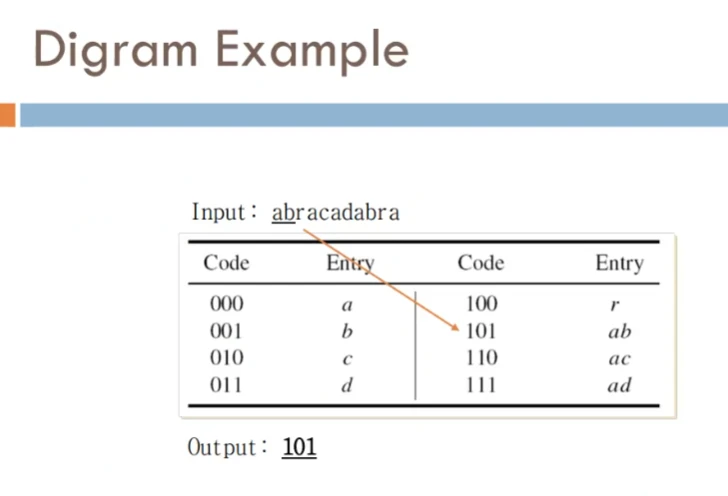 Digram Example
Input: abracadabra
Code Entry Code Entry
000 a 100 r
001 b 101 ab
010 c 110 ac
011 d 111 ad
Output: 101